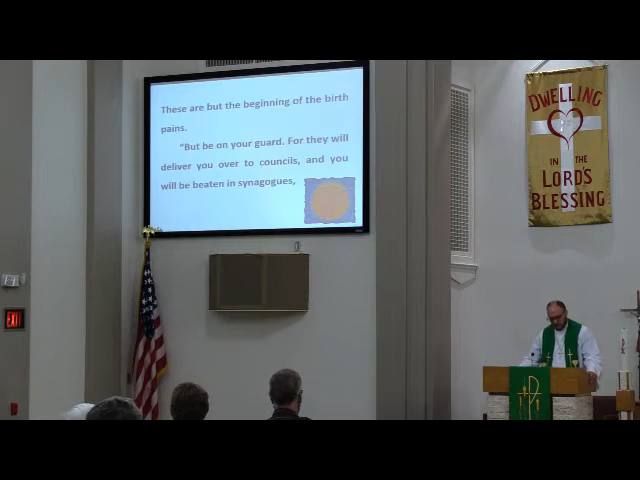 These are but the beginning of the birth
pains.
"But be on your guard. For they will
deliver you over to councils, and you
will be beaten in synagogues,
DWELLING
IN THE
LORD'S
BLESSING